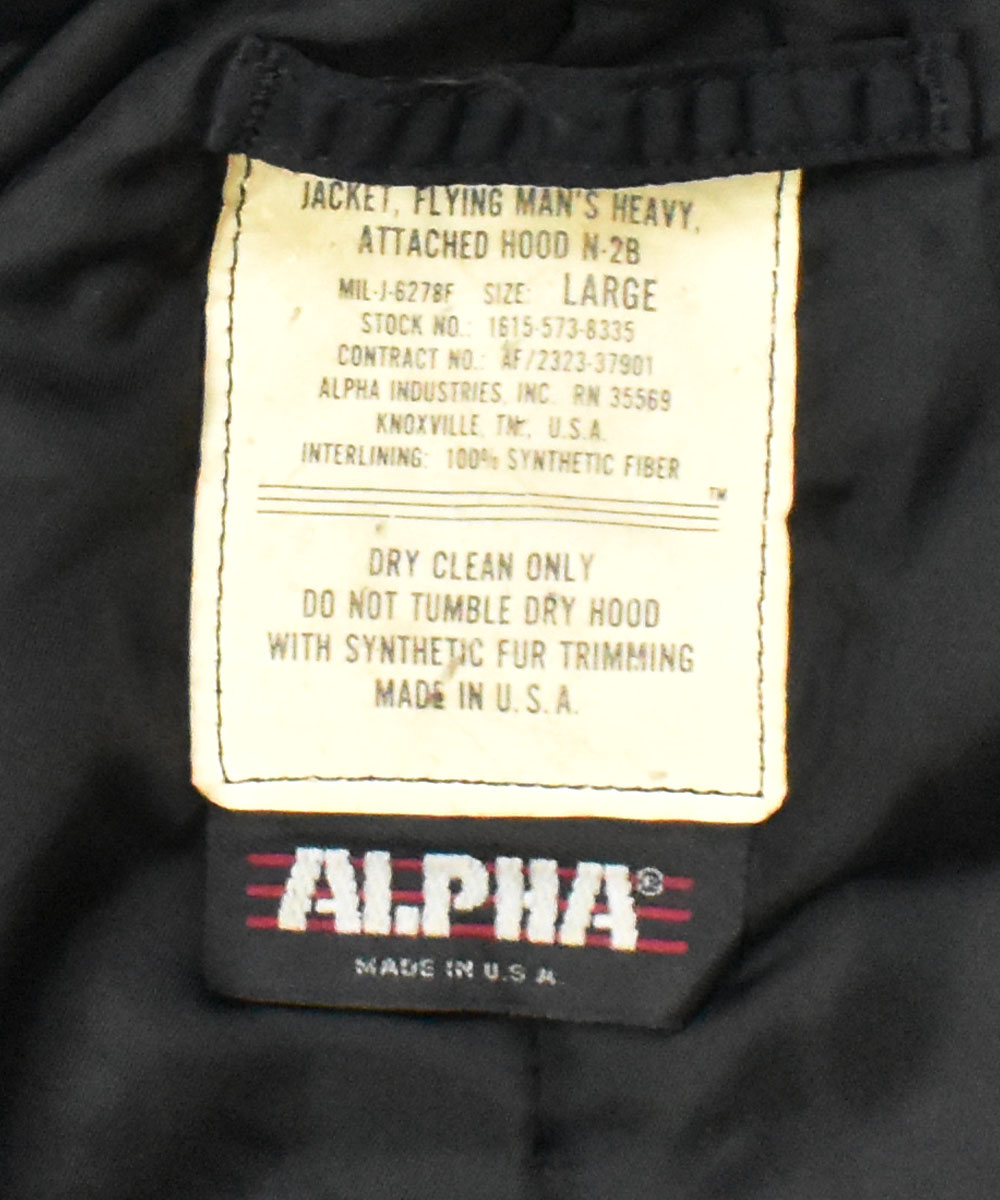 JACKET, FLYING MAN'S HEAVY,
ATTACHED HOOD N-2B
MIL-J-6278F SIZE: LARGE
STOCK NO.: 1615-573-8335
CONTRACT NO.: AF/2323-37901
ALPHA INDUSTRIES, INC. RN 35569
KNOXVILLE, TN., U.S.A.
INTERLINING: 100% SYNTHETIC FIBER
TM
DRY CLEAN ONLY
DO NOT TUMBLE DRY HOOD
WITH SYNTHETIC FUR TRIMMING
MADE IN U.S.A.
ALPHA®
MADE IN U.S.A.